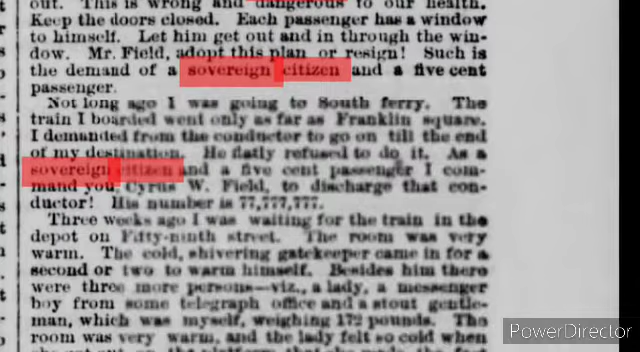 out. This is wrong and dangerous to our health.
Keep the doors closed. Each passenger has a window
to himself. Let him get out and in through the win-
dow. Mr. Field, adopt this plan or resign! Such is
the demand of a sovereign citizen and a five cent
passenger.
Not long ago I was going to South ferry. The
train I boarded went only as far as Franklin square.
I demanded from the conductor to go on till the end
of my destination. He flatly refused to do it. As a
sovereign citizen and a five cent passenger I com-
mand you, Cyrus W. Field, to discharge that con-
ductor! His number is 77,777,777.
Three weeks ago I was waiting for the train in the
depot on Fifty-ninth street. The room was very
warm. The cold, shivering gatekeeper came in for a
second or two to warm himself. Besides him there
were three more persons—viz., a lady, a messenger
boy from some telegraph office and a stout gentle-
man, which was myself, weighing 172 pounds. The
room was very warm, and the lady felt so cold when
PowerDirector